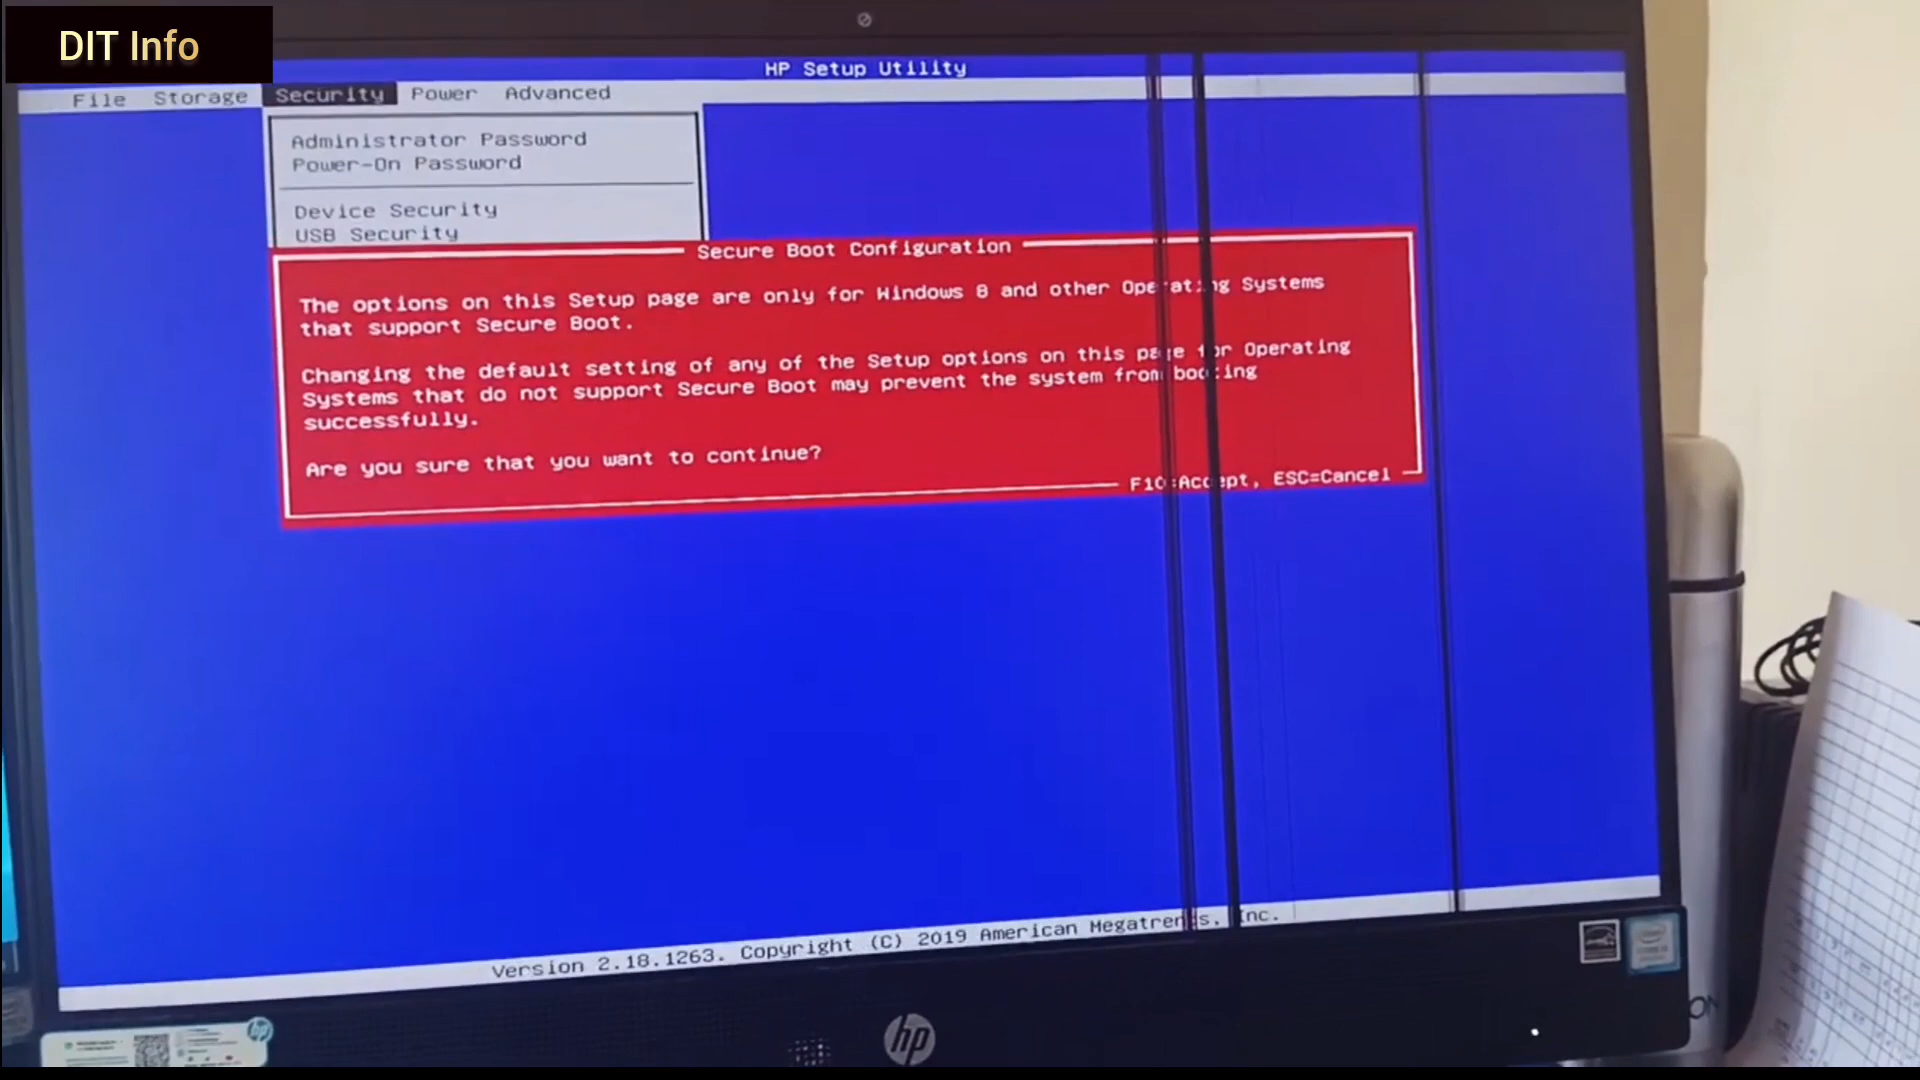 DIT Info
HP Setup Utility
File Storage Security Power Advanced
Administrator Password
Power-On Password
Device Security
USB Security
Secure Boot Configuration
The options on this Setup page are only for Windows 8 and other Operating Systems
that support Secure Boot.
Changing the default setting of any of the Setup options on this page for Operating
Systems that do not support Secure Boot may prevent the system from booting
successfully.
Are you sure that you want to continue?
F10=Accept, ESC=Cancel
Version 2.18.1263. Copyright (C) 2019 American Megatrends, Inc.
hp